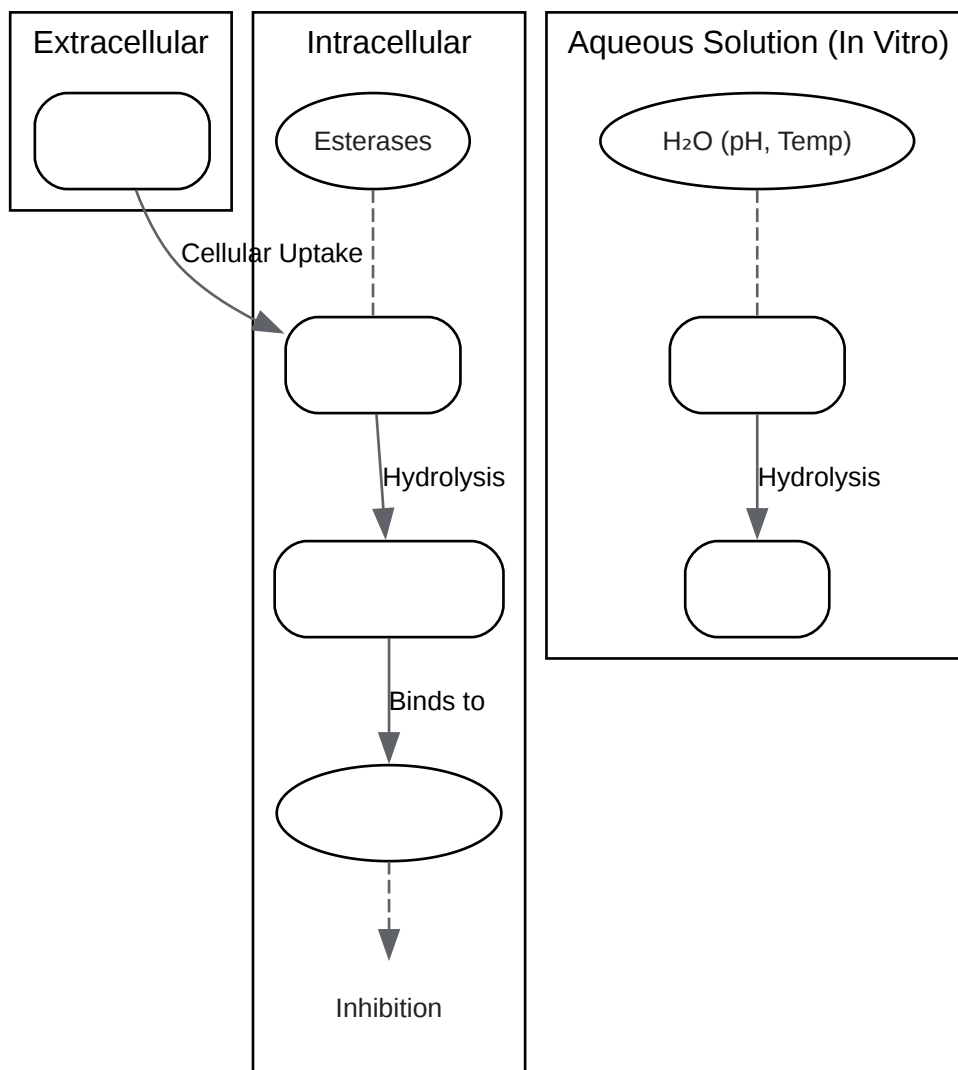 Extracellular
Intracellular
Aqueous Solution (In Vitro)
Esterases
H₂O (pH, Temp)
Cellular Uptake
Hydrolysis
Hydrolysis
Binds to
Inhibition